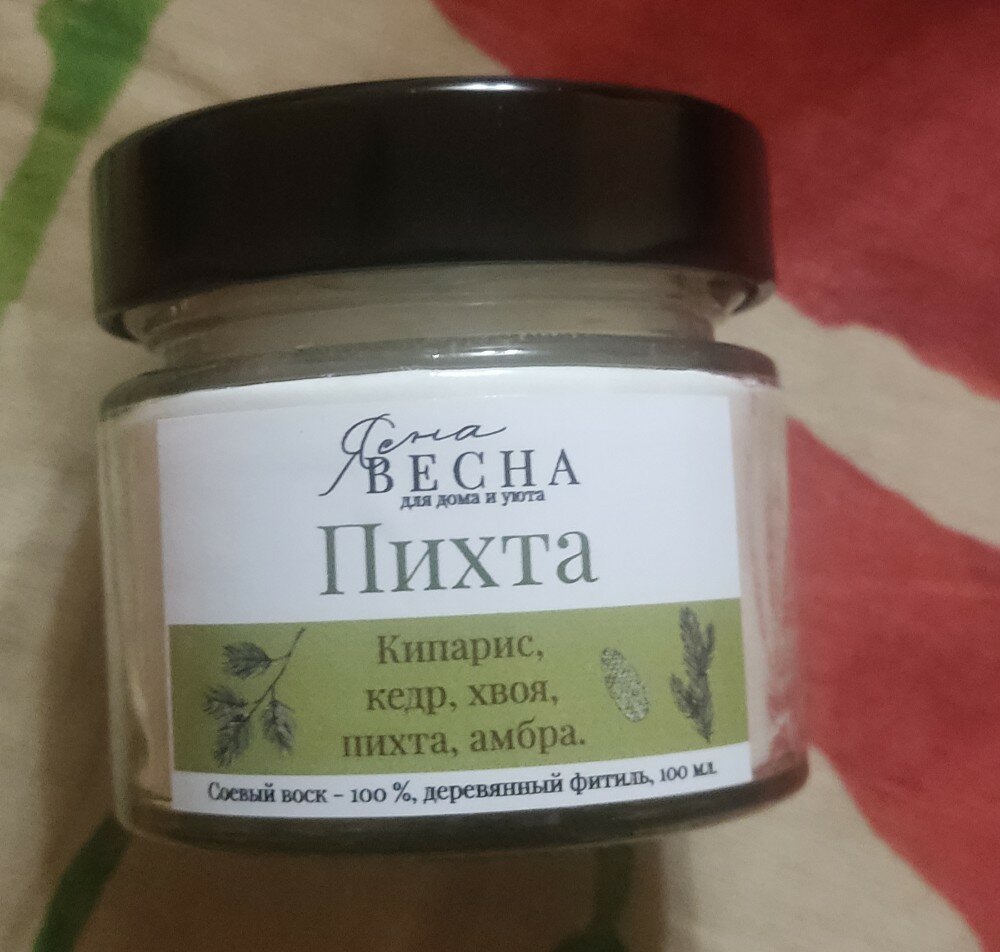 Ясна
ВЕСНА
для дома и уюта
Пихта
Кипарис,
кедр, хвоя,
пихта, амбра.
Соевый воск – 100 %, деревянный фитиль, 100 мл.